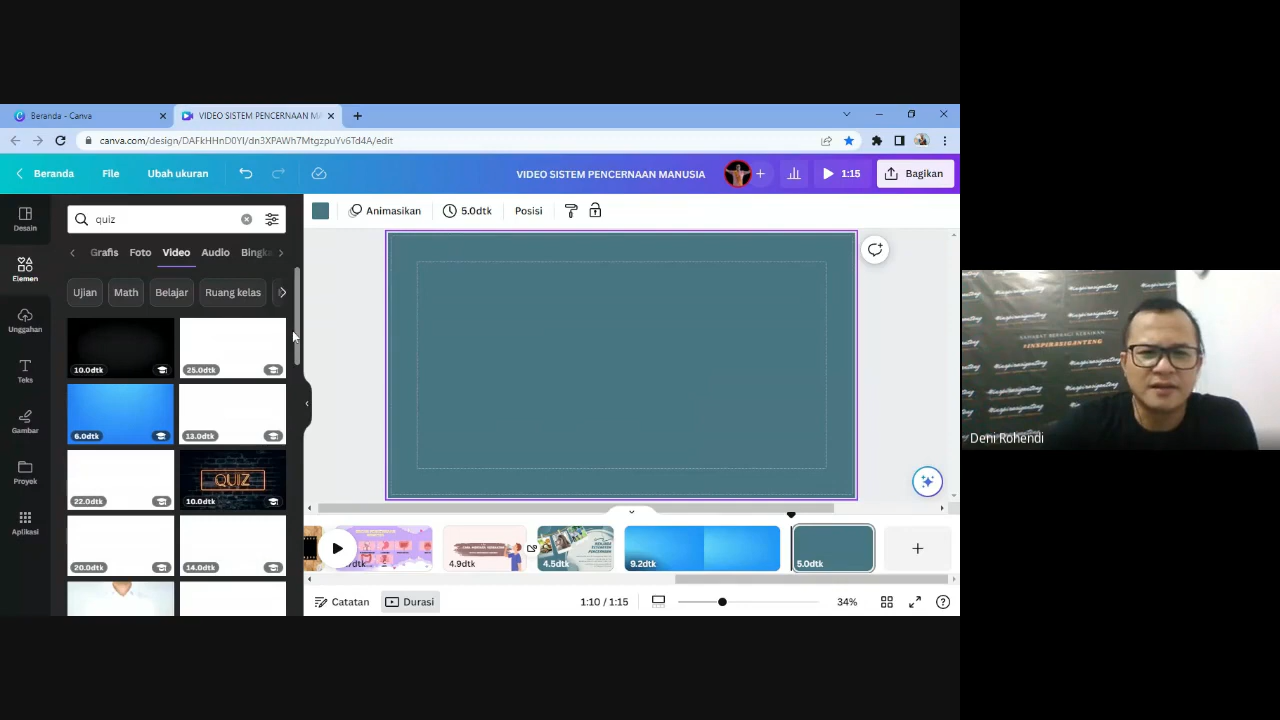 Beranda - Canva
VIDEO SISTEM PENCERNAAN MA
canva.com/design/DAFkHHnD0YI/dn3XPAWh7MtgzpuYv6Td4A/edit
Beranda
File
Ubah ukuran
VIDEO SISTEM PENCERNAAN MANUSIA
1:15
Bagikan
Desain
Elemen
Unggahan
Teks
Gambar
Proyek
Aplikasi
quiz
Grafis
Foto
Video
Audio
Bingka
Ujian
Math
Belajar
Ruang kelas
10.0dtk
25.0dtk
6.0dtk
13.0dtk
22.0dtk
QUIZ
10.0dtk
20.0dtk
14.0dtk
Animasikan
5.0dtk
Posisi
4.9dtk
4.5dtk
9.2dtk
5.0dtk
Catatan
Durasi
1:10 / 1:15
34%
#INSPIRASIGANTENG
Deni Rohendi